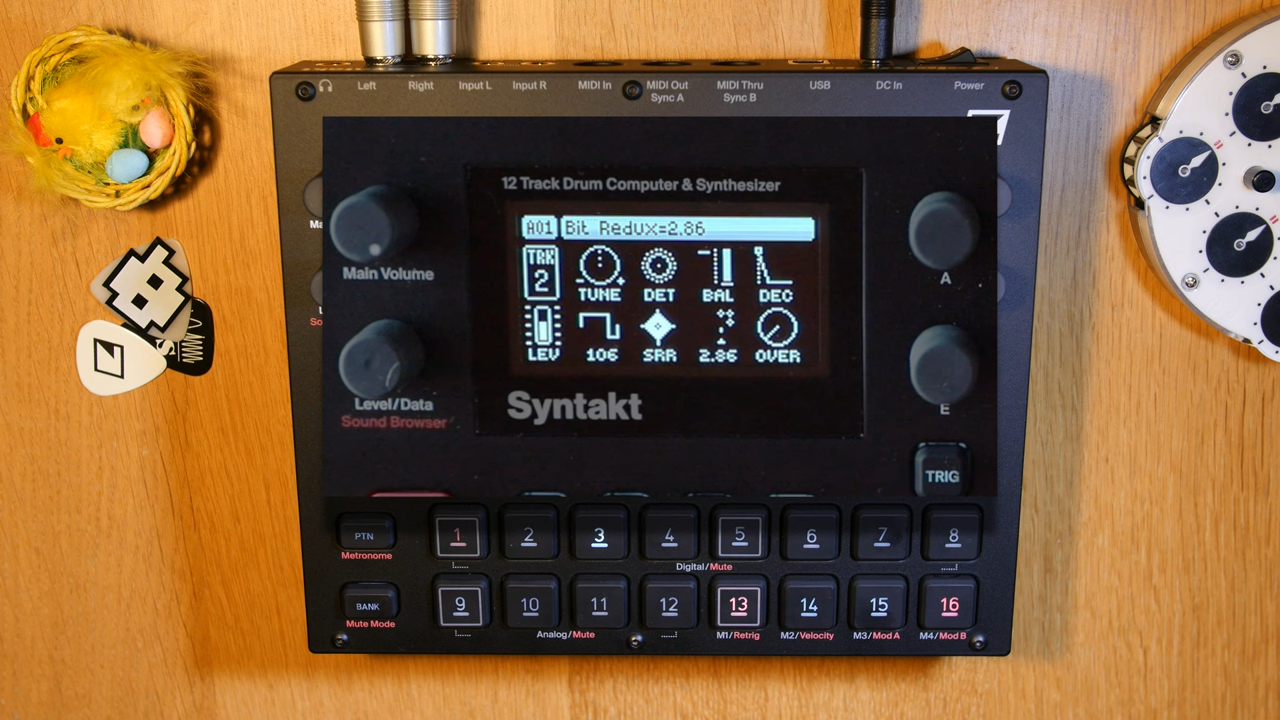 Left Right Input L Input R MIDI In MIDI Out MIDI Thru USB DC In Power
Sync A Sync B
12 Track Drum Computer & Synthesizer
A01 Bit Redux=2.86
TRK
2
TUNE DET BAL DEC
LEV 106 SRR 2.86 OVER
Main Volume
Level/Data
Sound Browser
Syntakt
A
E
TRIG
PTN
Metronome
1 2 3 4 5 6 7 8
Digital/Mute
BANK
Mute Mode
9 10 11 12 13 14 15 16
Analog/Mute M1/Retrig M2/Velocity M3/Mod A M4/Mod B